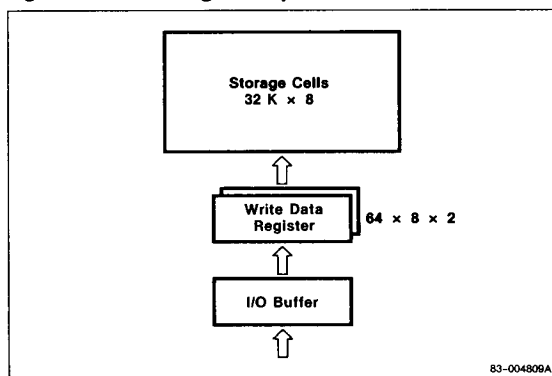 Storage Cells
32 K × 8
Write Data
Register
64 × 8 × 2
I/O Buffer
83-004809A